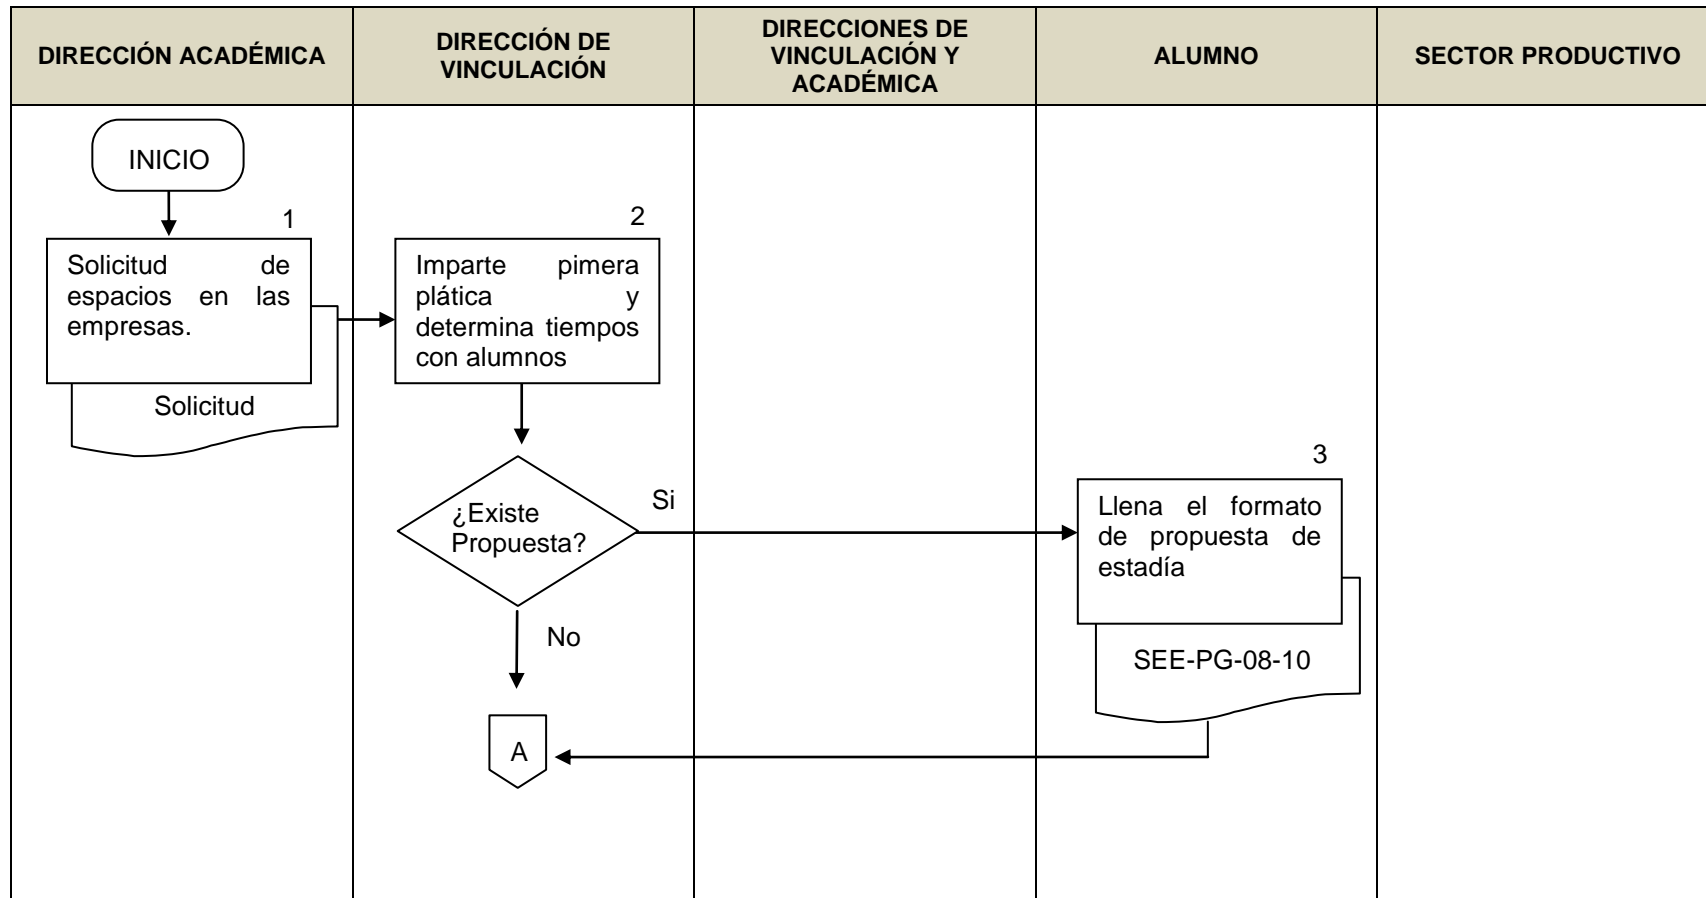 DIRECCIÓN ACADÉMICA
DIRECCIÓN DE
VINCULACIÓN
DIRECCIONES DE
VINCULACIÓN Y
ACADÉMICA
ALUMNO
SECTOR PRODUCTIVO
INICIO
1
Solicitud de
espacios en las
empresas.
Solicitud
2
Imparte pimera
plática y
determina tiempos
con alumnos
¿Existe
Propuesta?
Si
No
3
Llena el formato
de propuesta de
estadía
SEE-PG-08-10
A